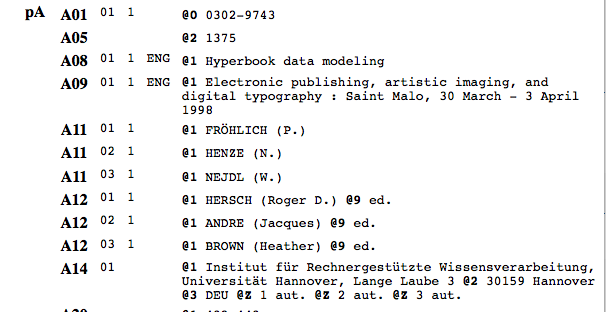 pA A01 01 1 @0 0302-9743
A05 @2 1375
A08 01 1 ENG @1 Hyperbook data modeling
A09 01 1 ENG @1 Electronic publishing, artistic imaging, and
digital typography : Saint Malo, 30 March - 3 April
1998
A11 01 1 @1 FRÖHLICH (P.)
A11 02 1 @1 HENZE (N.)
A11 03 1 @1 NEJDL (W.)
A12 01 1 @1 HERSCH (Roger D.) @9 ed.
A12 02 1 @1 ANDRE (Jacques) @9 ed.
A12 03 1 @1 BROWN (Heather) @9 ed.
A14 01 @1 Institut für Rechnergestützte Wissensverarbeitung,
Universität Hannover, Lange Laube 3 @2 30159 Hannover
@3 DEU @Z 1 aut. @Z 2 aut. @Z 3 aut.